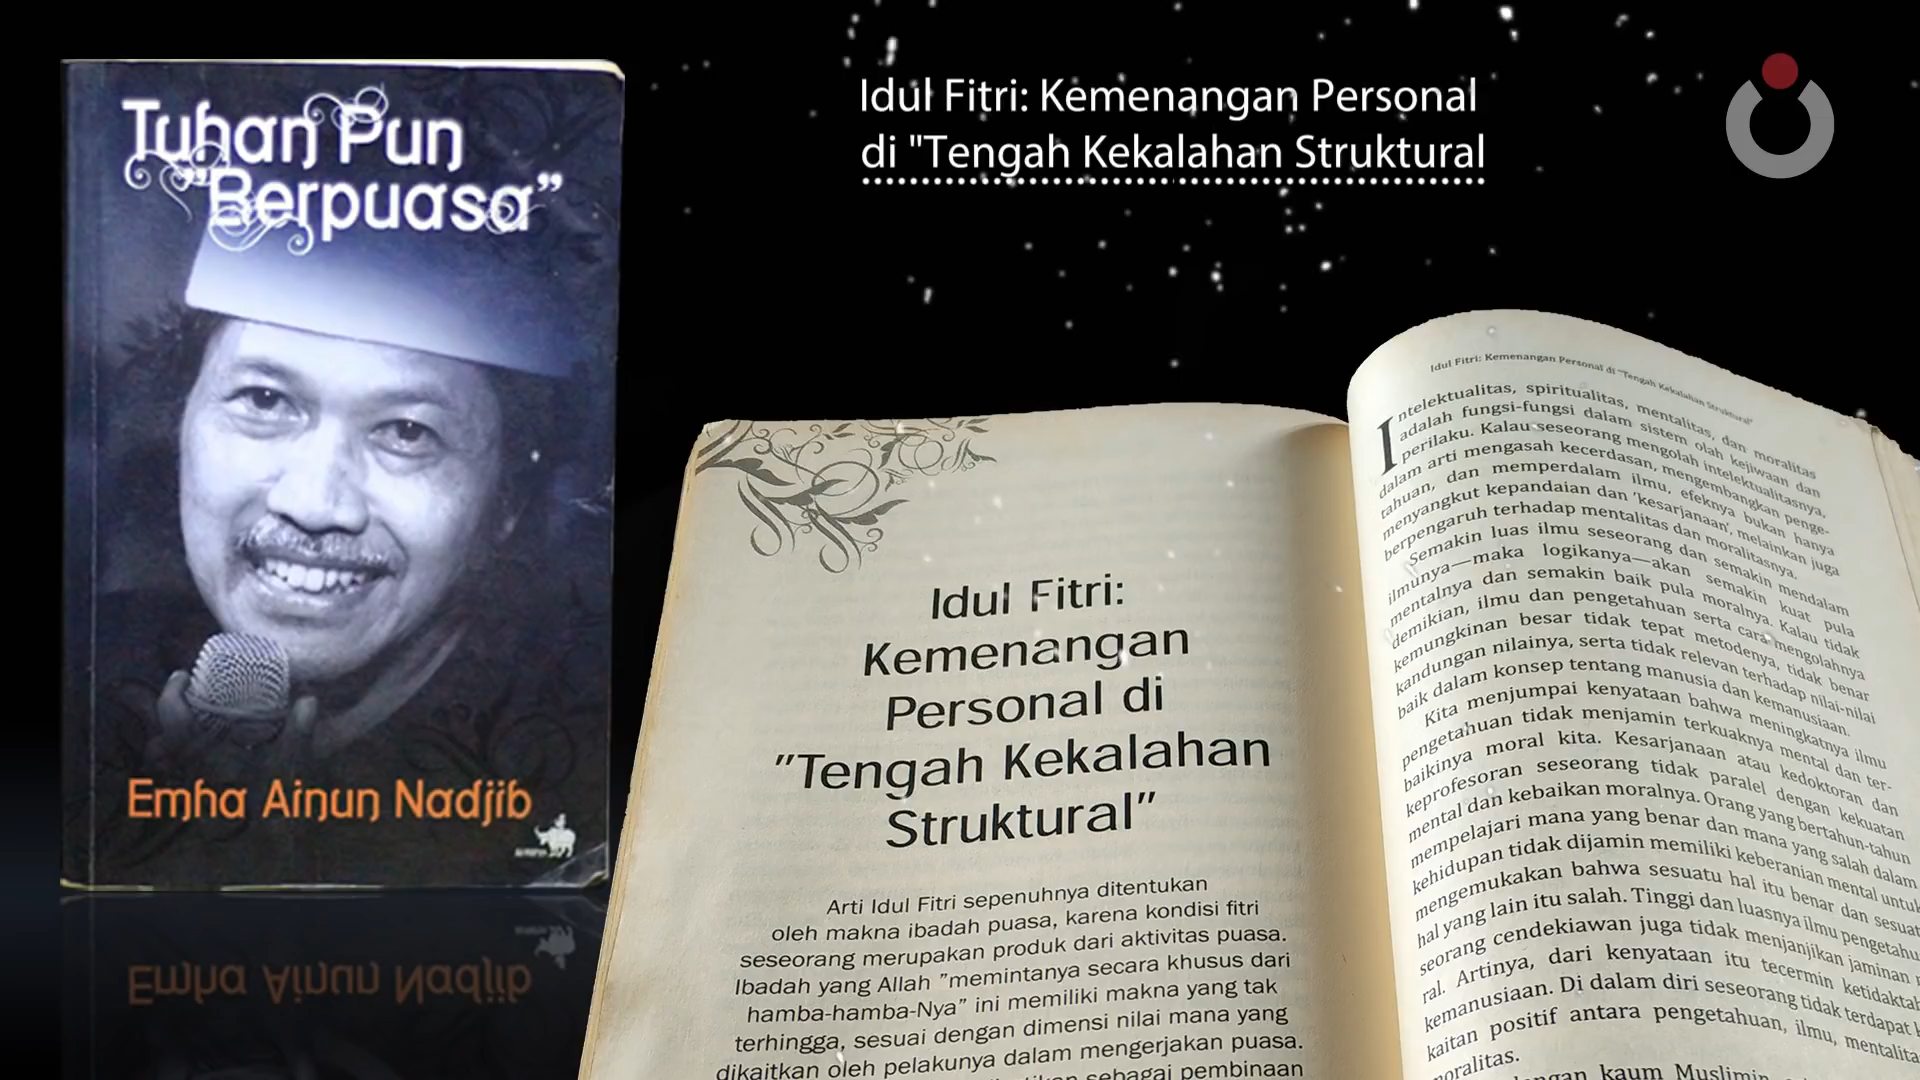 Tuhan Pun
"Berpuasa"
Emha Ainun Nadjib
Idul Fitri: Kemenangan Personal
di "Tengah Kekalahan Struktural
Idul Fitri:
Kemenangan
Personal di
"Tengah Kekalahan
Struktural"
Arti Idul Fitri sepenuhnya ditentukan
oleh makna ibadah puasa, karena kondisi fitri
seseorang merupakan produk dari aktivitas puasa.
Ibadah yang Allah "memintanya secara khusus dari
hamba-hamba-Nya" ini memiliki makna yang tak
terhingga, sesuai dengan dimensi nilai mana yang
dikaitkan oleh pelakunya dalam mengerjakan puasa.
sebagai pembinaan
Idul Fitri: Kemenangan Personal di "Tengah Kekalahan Struktural"
Intelektualitas, spiritualitas, mentalitas, dan moralitas
adalah fungsi-fungsi dalam sistem olah kejiwaan dan
perilaku. Kalau seseorang mengolah intelektualitasnya,
dalam arti mengasah kecerdasan, mengembangkan penge-
tahuan, dan memperdalam ilmu, efeknya bukan hanya
menyangkut kepandaian dan 'kesarjanaan', melainkan juga
berpengaruh terhadap mentalitas dan moralitasnya.
Semakin luas ilmu seseorang dan semakin mendalam
ilmunya—maka logikanya—akan semakin kuat pula
mentalnya dan semakin baik pula moralnya. Kalau tidak
demikian, ilmu dan pengetahuan serta cara mengolahnya
kemungkinan besar tidak tepat metodenya, tidak benar
kandungan nilainya, serta tidak relevan terhadap nilai-nilai
baik dalam konsep tentang manusia dan kemanusiaan.
Kita menjumpai kenyataan bahwa meningkatnya ilmu
pengetahuan tidak menjamin terkuaknya mental dan ter-
baikinya moral kita. Kesarjanaan atau kedoktoran dan
keprofesoran seseorang tidak paralel dengan kekuatan
mental dan kebaikan moralnya. Orang yang bertahun-tahun
mempelajari mana yang benar dan mana yang salah dalam
kehidupan tidak dijamin memiliki keberanian mental untuk
mengemukakan bahwa sesuatu hal itu benar dan
hal yang lain itu salah. Tinggi dan luasnya ilmu
seorang cendekiawan juga tidak menjanjikan jaminan
ral. Artinya, dari kenyataan itu tecermin
kemanusiaan. Di dalam diri seseorang tidak terdapat
kaitan positif antara pengetahuan, ilmu,
moralitas.
kaum Muslimin